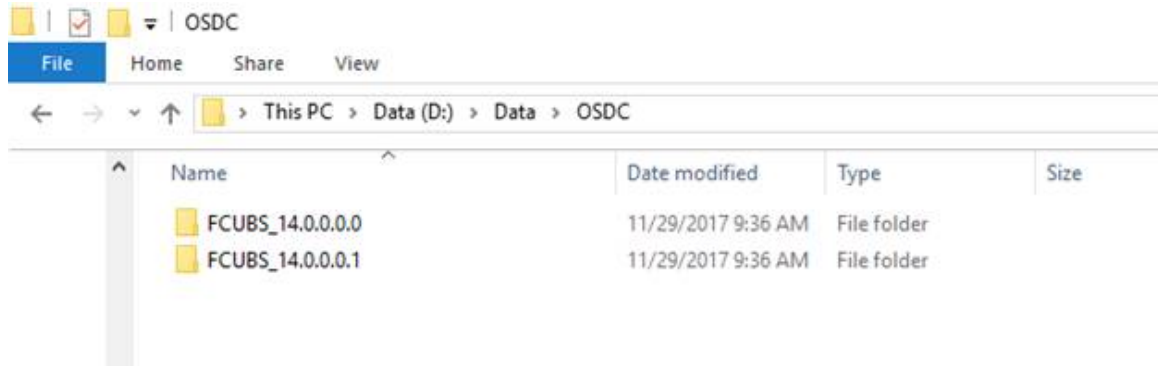 OSDC
File Home Share View
This PC > Data (D:) > Data > OSDC
Name Date modified Type Size
FCUBS_14.0.0.0.0 11/29/2017 9:36 AM File folder
FCUBS_14.0.0.0.1 11/29/2017 9:36 AM File folder